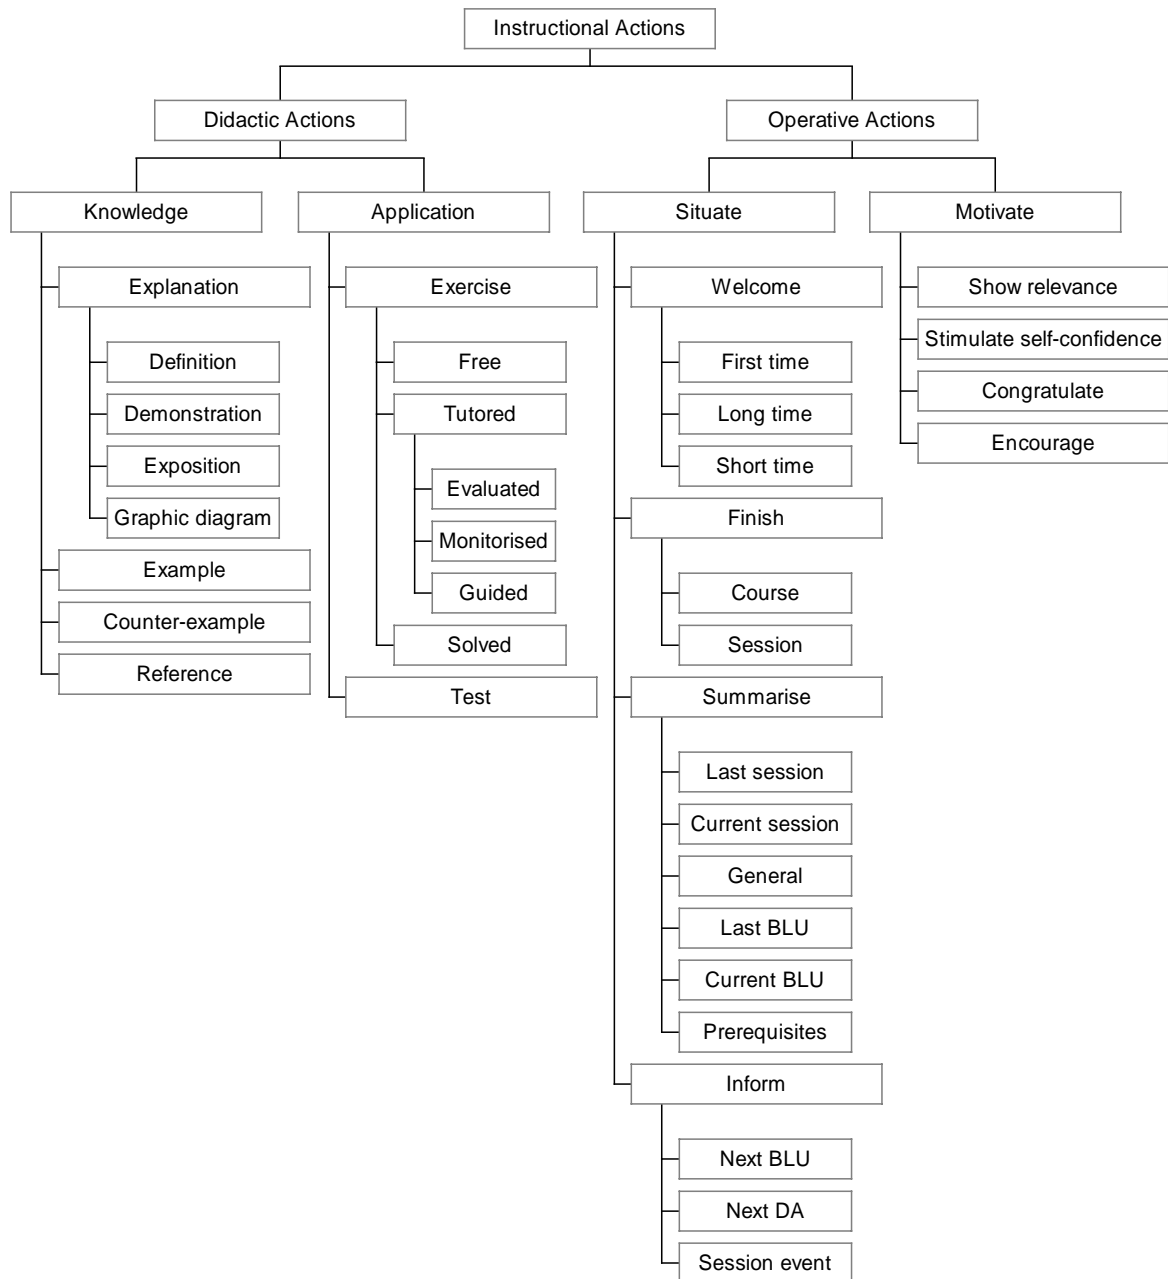 Instructional Actions
Didactic Actions
Operative Actions
Knowledge
Application
Situate
Motivate
Explanation
Definition
Demonstration
Exposition
Graphic diagram
Example
Counter-example
Reference
Exercise
Free
Tutored
Evaluated
Monitorised
Guided
Solved
Test
Welcome
First time
Long time
Short time
Finish
Course
Session
Summarise
Last session
Current session
General
Last BLU
Current BLU
Prerequisites
Inform
Next BLU
Next DA
Session event
Show relevance
Stimulate self-confidence
Congratulate
Encourage